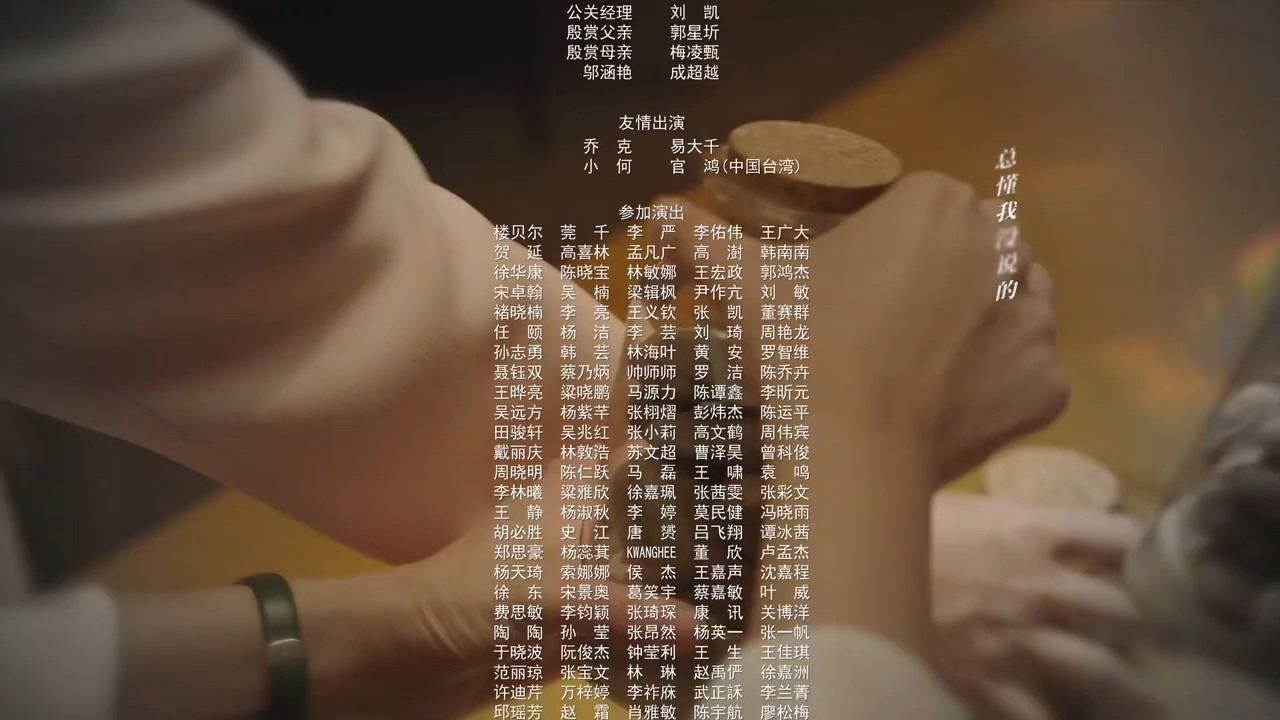 公关经理 刘 凯
殷赏父亲 郭星圻
殷赏母亲 梅凌甄
邬涵艳 成超越
友情出演
乔 克 易大千
小 何 官 鸿(中国台湾)
参加演出
楼贝尔 莞 千 李 严 李佑伟 王广大
贺 延 高喜林 孟凡广 高 澍 韩南南
徐华康 陈晓宝 林敏娜 王宏政 郭鸿杰
宋卓翰 吴 楠 梁辑枫 尹作亢 刘 敏
褚晓楠 李 亮 王义钦 张 凯 董赛群
任 颐 杨 洁 李 芸 刘 琦 周艳龙
孙志勇 韩 芸 林海叶 黄 安 罗智维
聂钰双 蔡乃炳 帅师师 罗 洁 陈乔卉
王晔亮 梁晓鹏 马源力 陈谭鑫 李昕元
吴远方 杨紫芊 张栩熠 彭炜杰 陈运平
田骏轩 吴兆红 张小莉 高文鹤 周伟宾
戴丽庆 林敦浩 苏文超 曹泽昊 曾科俊
周晓明 陈仁跃 马 磊 王 啸 袁 鸣
李林曦 粱雅欣 徐嘉珮 张茜雯 张彩文
王 静 杨淑秋 李 婷 莫民健 冯晓雨
胡必胜 史 江 唐 赟 吕飞翔 谭冰茜
郑思豪 杨蕊萁 KWANGHEE 董 欣 卢孟杰
杨天琦 索娜娜 侯 杰 王嘉声 沈嘉程
徐 东 宋景奥 葛笑宇 蔡嘉敏 叶 威
费思敏 李钧颖 张琦琛 康 讯 关博洋
陶 陶 孙 莹 张昂然 杨英一 张一帆
于晓波 阮俊杰 钟莹利 王 生 王佳琪
范丽琼 张宝文 林 琳 赵禹俨 徐嘉洲
许迪芹 万梓婷 李祚庥 武正訸 李兰菁
邱瑶芳 赵 霜 肖雅敏 陈宇航 廖松梅
总懂我没说的